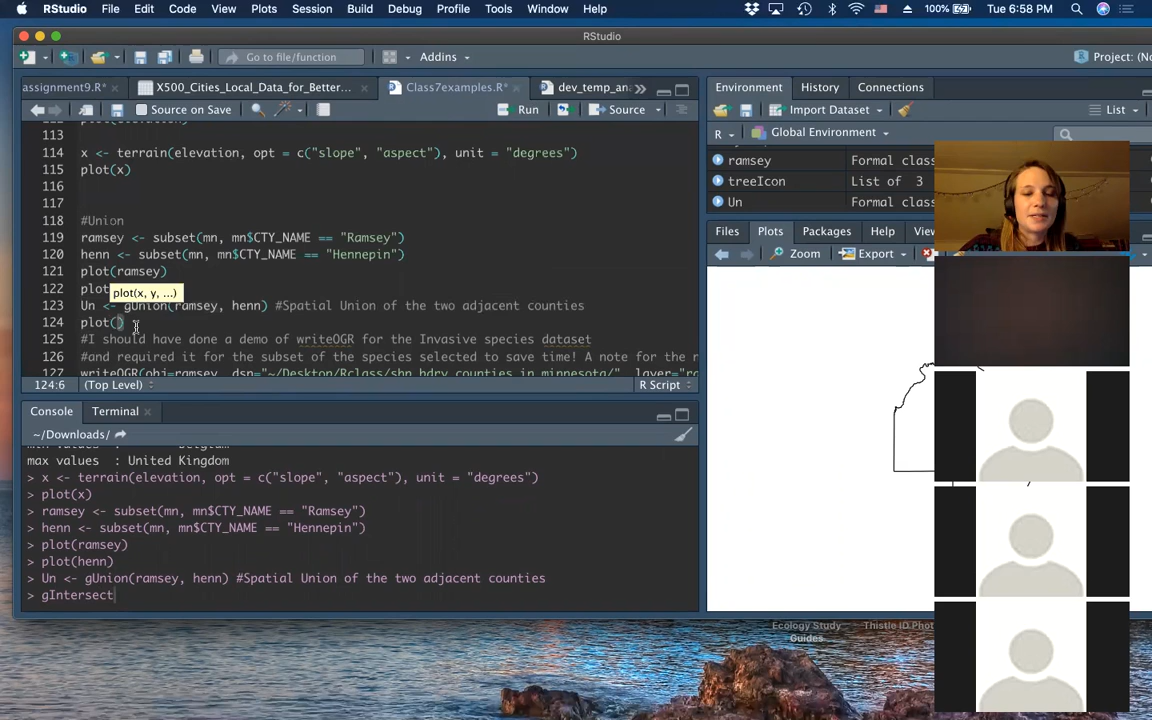 RStudio File Edit Code View Plots Session Build Debug Profile Tools Window Help 100% Tue 6:58 PM
RStudio
Go to file/function Addins Project: (No
assignment9.R* X500_Cities_Local_Data_for_Better... Class7examples.R* dev_temp_an
Source on Save Run Source
113
114 x <- terrain(elevation, opt = c("slope", "aspect"), unit = "degrees")
115 plot(x)
116
117
118 #Union
119 ramsey <- subset(mn, mn$CTY_NAME == "Ramsey")
120 henn <- subset(mn, mn$CTY_NAME == "Hennepin")
121 plot(ramsey)
122 plot
plot(x, y, ...)
123 Un <- gUnion(ramsey, henn) #Spatial Union of the two adjacent counties
124 plot()
125 #I should have done a demo of writeOGR for the Invasive species dataset
126 #and required it for the subset of the species selected to save time! A note for the n
127 writeOGR(obj=ramsey, dsn="~/Desktop/Rclass/shp_bdry_counties_in_minnesota/", layer="ra
124:6 (Top Level) R Script
Console Terminal
~/Downloads/
max values : United Kingdom
> x <- terrain(elevation, opt = c("slope", "aspect"), unit = "degrees")
> plot(x)
> ramsey <- subset(mn, mn$CTY_NAME == "Ramsey")
> henn <- subset(mn, mn$CTY_NAME == "Hennepin")
> plot(ramsey)
> plot(henn)
> Un <- gUnion(ramsey, henn) #Spatial Union of the two adjacent counties
> gIntersect
Environment History Connections
Import Dataset List
R Global Environment
ramsey Formal clas
treeIcon List of 3
Un Formal clas
Files Plots Packages Help View
Zoom Export
Ecology Study
Guides
Thistle ID Phot